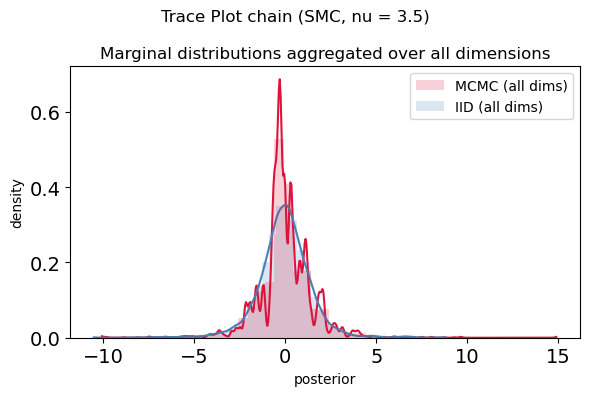 Trace Plot chain (SMC, nu = 3.5)
Marginal distributions aggregated over all dimensions
MCMC (all dims)
IID (all dims)
density
0.6
0.4
0.2
0.0
−10
−5
0
5
10
15
posterior